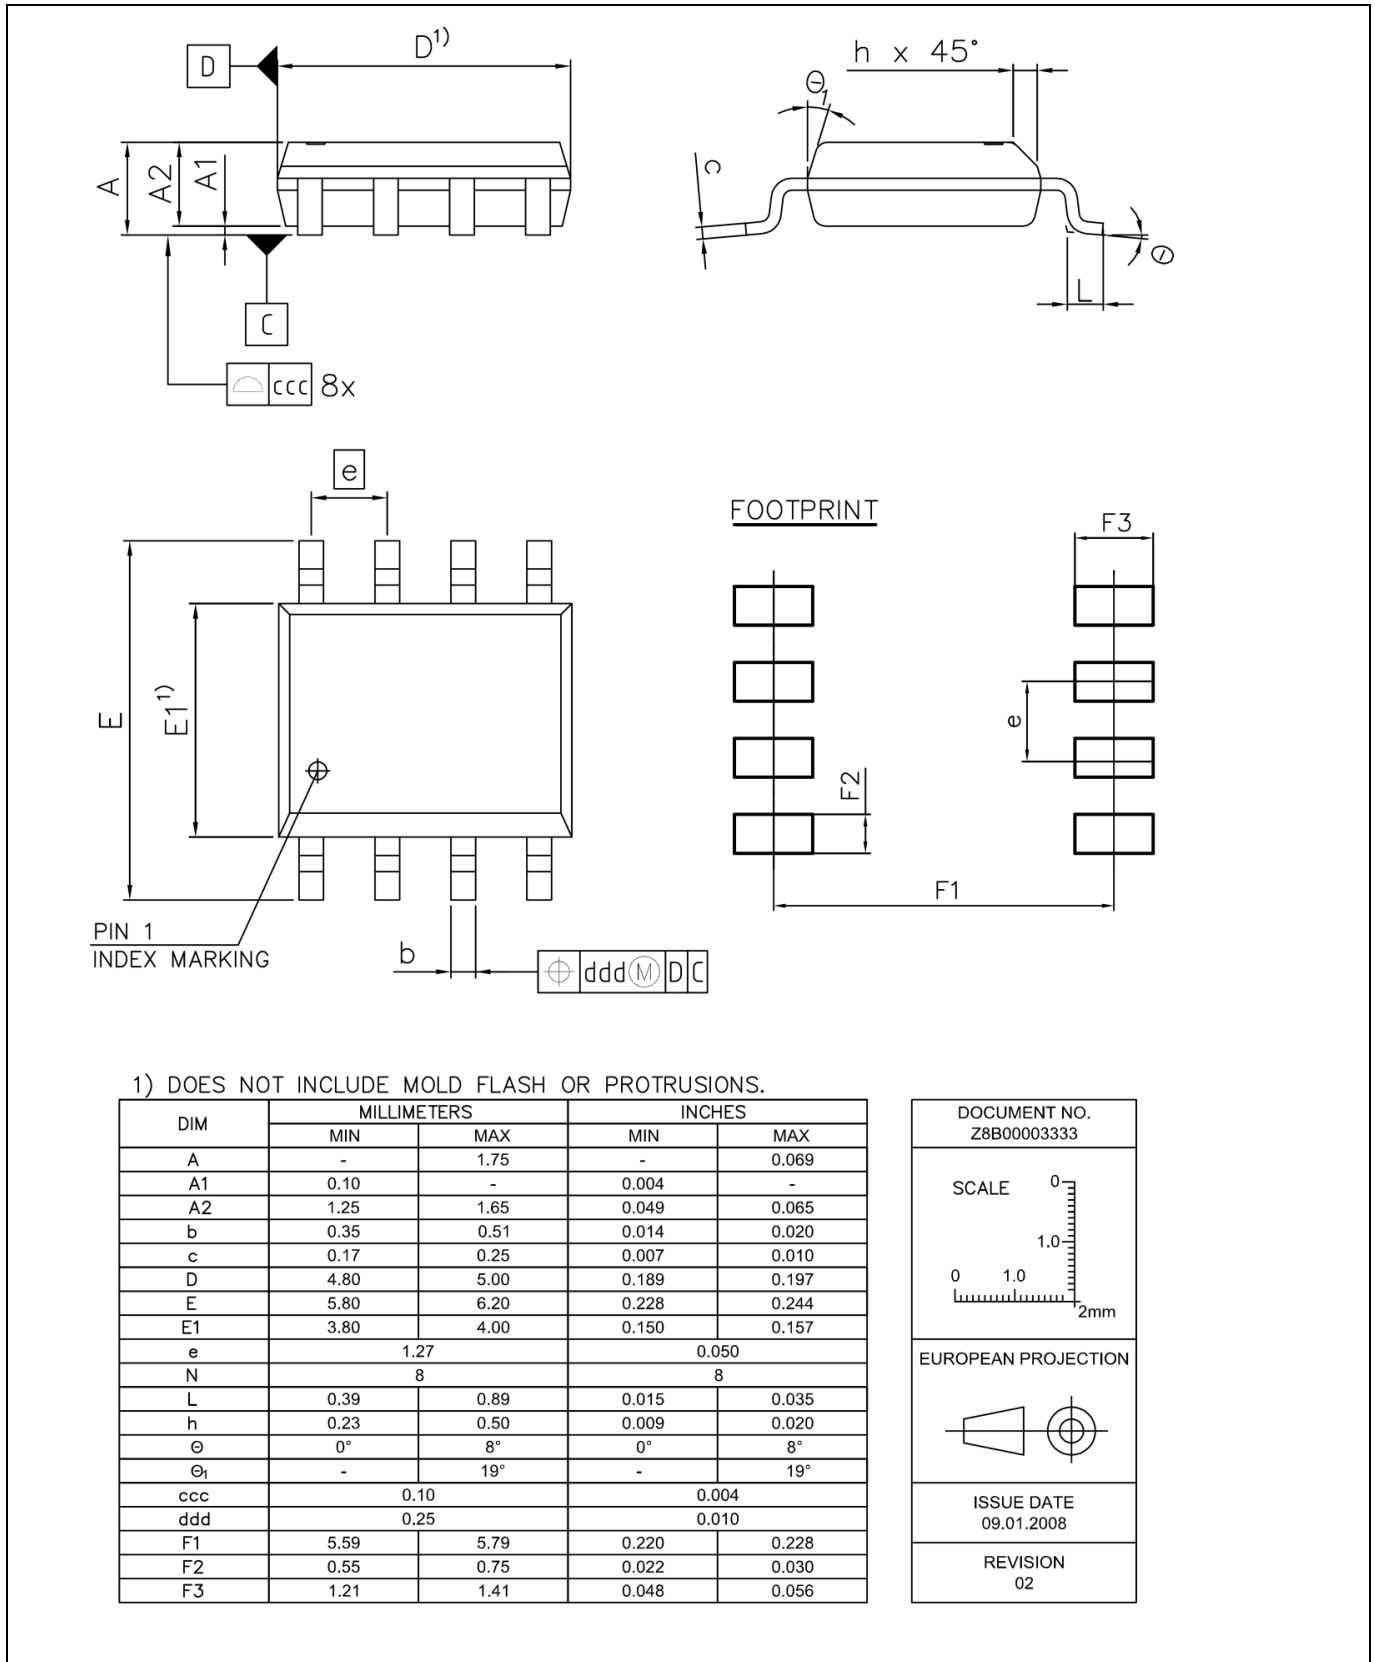 D
D1)
h x 45°
Θ1
A
A2
A1
c
L
Θ
C
ccc 8x
e
FOOTPRINT
F3
E
E1 1)
e
F2
F1
PIN 1
INDEX MARKING
b
ddd M D C
1) DOES NOT INCLUDE MOLD FLASH OR PROTRUSIONS.
DIM MILLIMETERS INCHES
MIN MAX MIN MAX
A - 1.75 - 0.069
A1 0.10 - 0.004 -
A2 1.25 1.65 0.049 0.065
b 0.35 0.51 0.014 0.020
c 0.17 0.25 0.007 0.010
D 4.80 5.00 0.189 0.197
E 5.80 6.20 0.228 0.244
E1 3.80 4.00 0.150 0.157
e 1.27 0.050
N 8 8
L 0.39 0.89 0.015 0.035
h 0.23 0.50 0.009 0.020
Θ 0° 8° 0° 8°
Θ1 - 19° - 19°
ccc 0.10 0.004
ddd 0.25 0.010
F1 5.59 5.79 0.220 0.228
F2 0.55 0.75 0.022 0.030
F3 1.21 1.41 0.048 0.056
DOCUMENT NO.
Z8B00003333
SCALE 0
1.0
0 1.0
2mm
EUROPEAN PROJECTION
ISSUE DATE
09.01.2008
REVISION
02